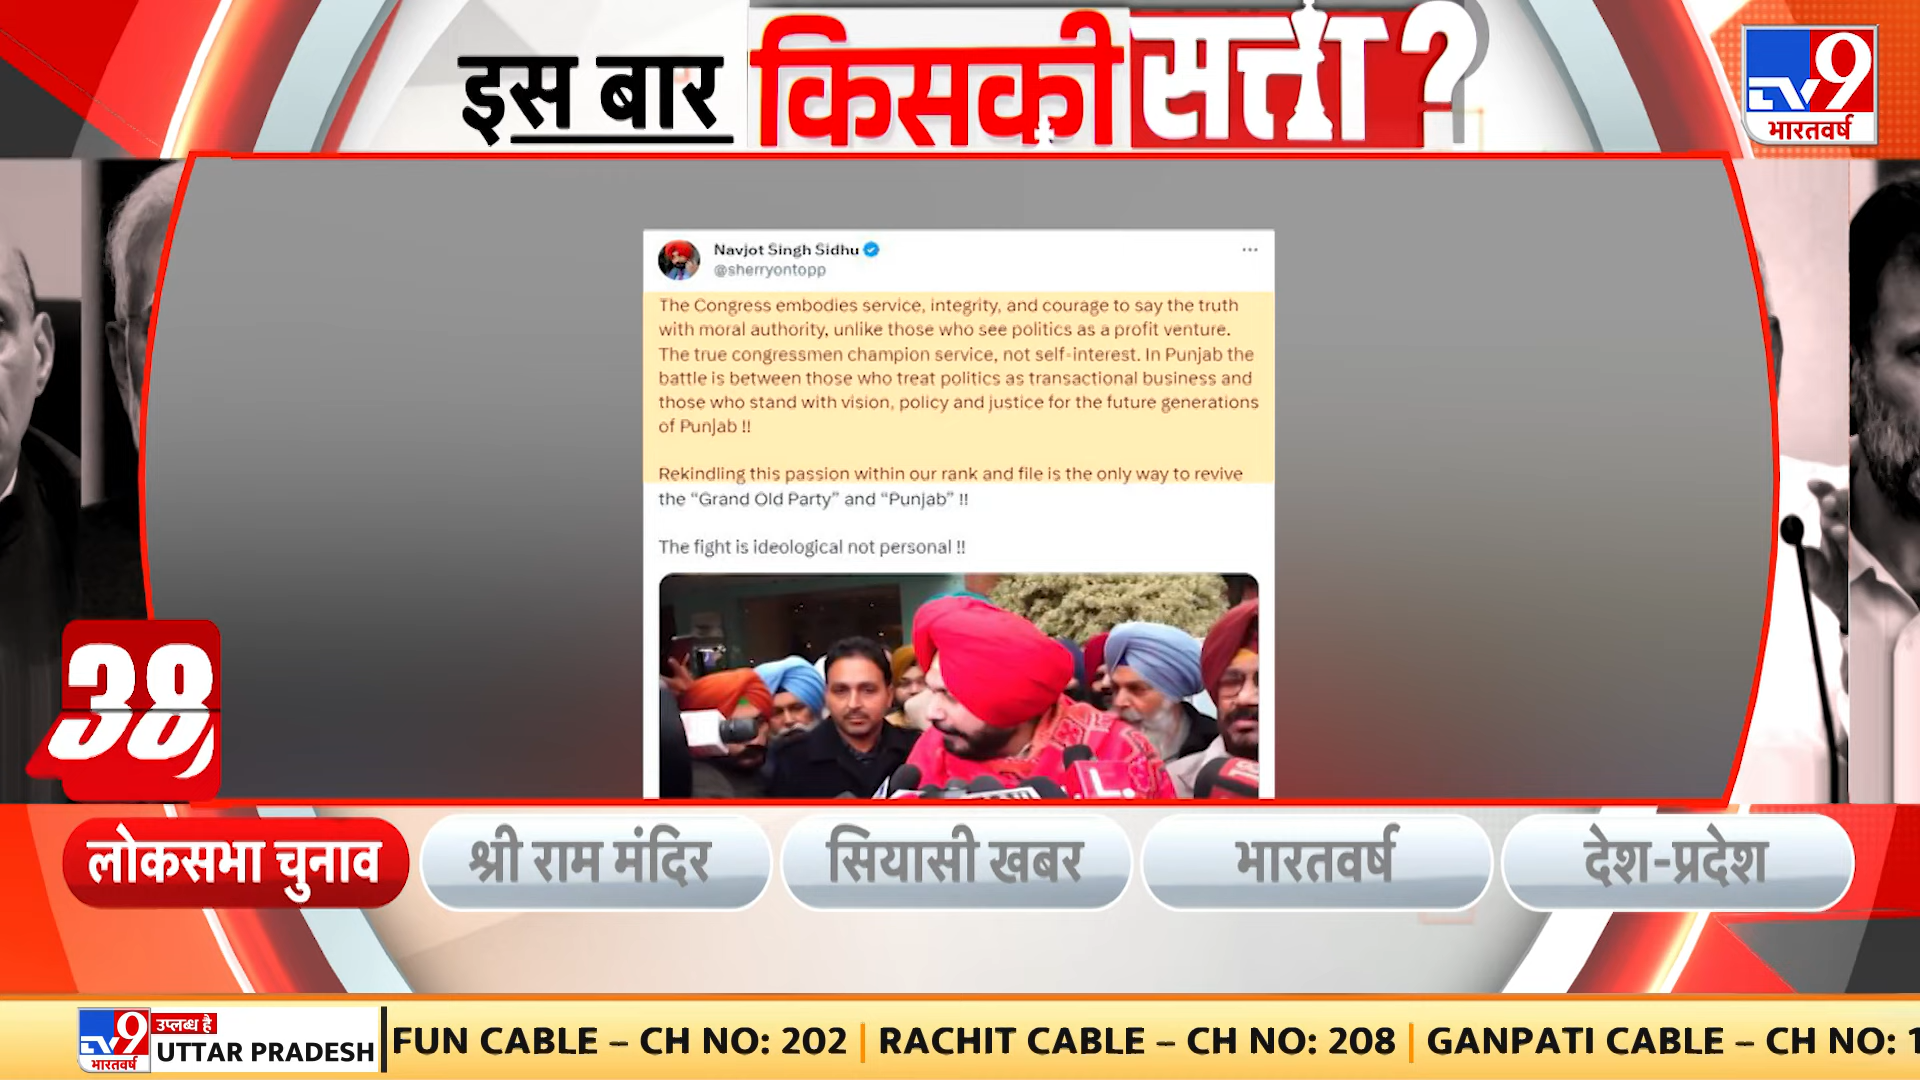 इस बार किसकी सत्ता ?
TV9
भारतवर्ष
Navjot Singh Sidhu
@sherryontopp
The Congress embodies service, integrity, and courage to say the truth
with moral authority, unlike those who see politics as a profit venture.
The true congressmen champion service, not self-interest. In Punjab the
battle is between those who treat politics as transactional business and
those who stand with vision, policy and justice for the future generations
of Punjab !!
Rekindling this passion within our rank and file is the only way to revive
the “Grand Old Party” and “Punjab” !!
The fight is ideological not personal !!
38
लोकसभा चुनाव
श्री राम मंदिर
सियासी खबर
भारतवर्ष
देश-प्रदेश
TV9
भारतवर्ष
उपलब्ध है
UTTAR PRADESH
FUN CABLE – CH NO: 202 | RACHIT CABLE – CH NO: 208 | GANPATI CABLE – CH NO: